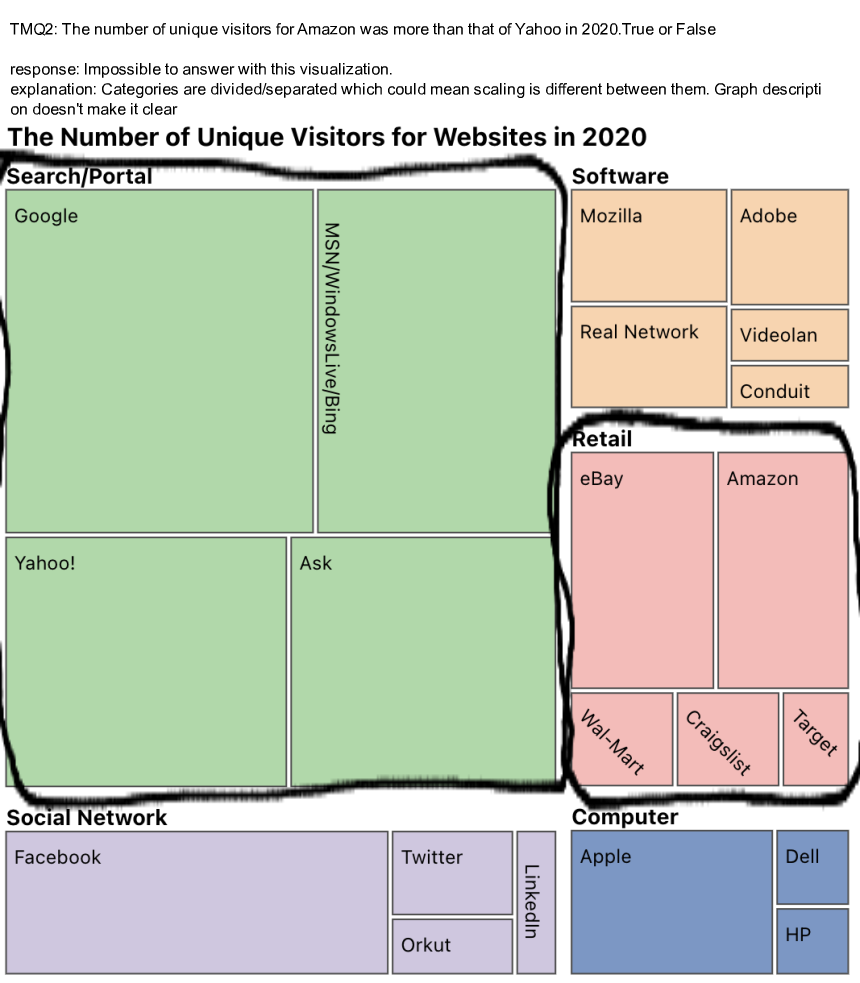 TMQ2: The number of unique visitors for Amazon was more than that of Yahoo in 2020.True or False
response: Impossible to answer with this visualization.
explanation: Categories are divided/separated which could mean scaling is different between them. Graph descripti
on doesn't make it clear
The Number of Unique Visitors for Websites in 2020
Search/Portal
Google
MSN/WindowsLive/Bing
Yahoo!
Ask
Software
Mozilla
Adobe
Real Network
Videolan
Conduit
Retail
eBay
Amazon
Wal-Mart
Craigslist
Target
Social Network
Facebook
Twitter
Orkut
LinkedIn
Computer
Apple
Dell
HP